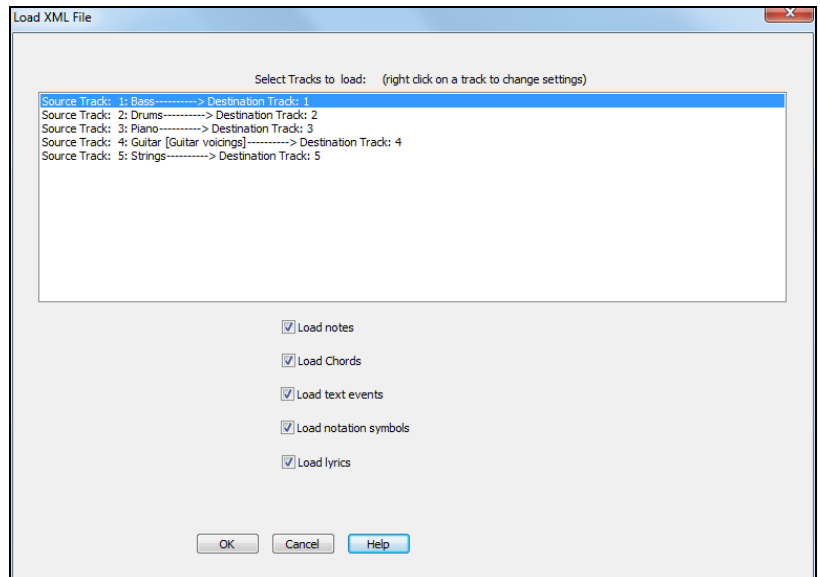 Load XML File
Select Tracks to load: (right click on a track to change settings)
Source Track: 1: Bass----------> Destination Track: 1
Source Track: 2: Drums----------> Destination Track: 2
Source Track: 3: Piano----------> Destination Track: 3
Source Track: 4: Guitar [Guitar voicings]----------> Destination Track: 4
Source Track: 5: Strings----------> Destination Track: 5
Load notes
Load Chords
Load text events
Load notation symbols
Load lyrics
OK Cancel Help